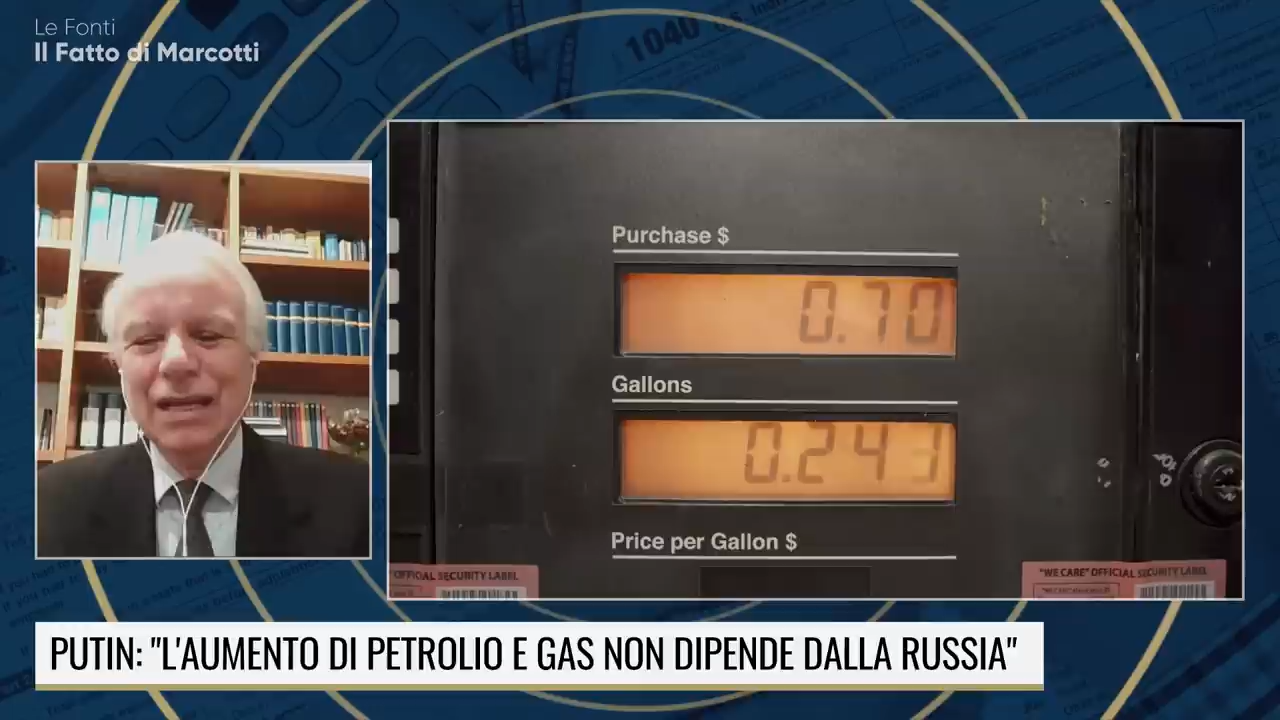 Le Fonti
Il Fatto di Marcotti
1040
Purchase $
0.70
Gallons
0.243
Price per Gallon $
OFFICIAL SECURITY LABEL
"WE CARE" OFFICIAL SECURITY LABEL
PUTIN: "L'AUMENTO DI PETROLIO E GAS NON DIPENDE DALLA RUSSIA"